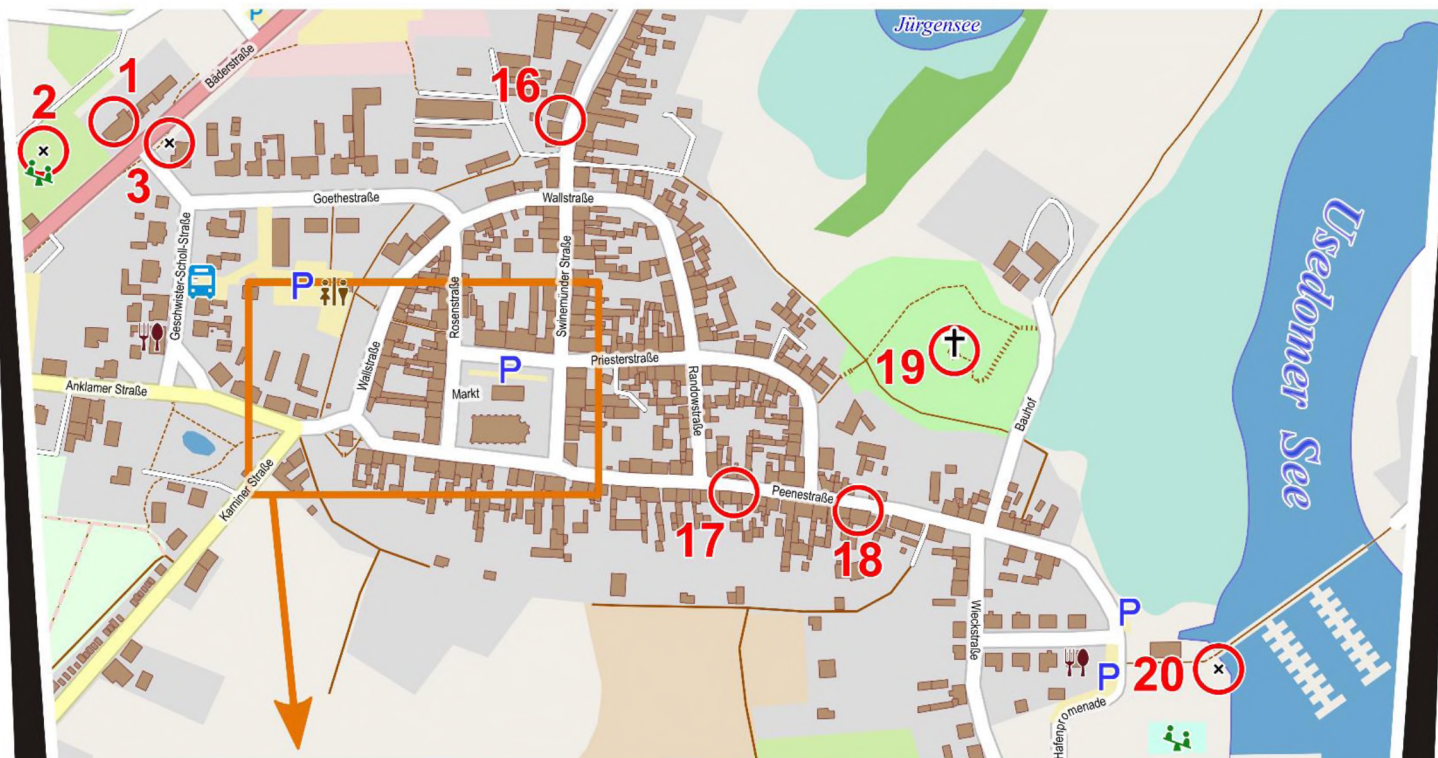 P
Jürgensee
Bäderstraße
1
2
16
3
Goethestraße
Wallstraße
Geschwister-Scholl-Straße
P
Rosenstraße
Swinemünder Straße
Usedomer See
Priesterstraße
P
19
Wallstraße
Anklamer Straße
Markt
Randowstraße
Bauhof
Karniner Straße
Peenestraße
17
18
Wieckstraße
P
P
20
Hafenpromenade